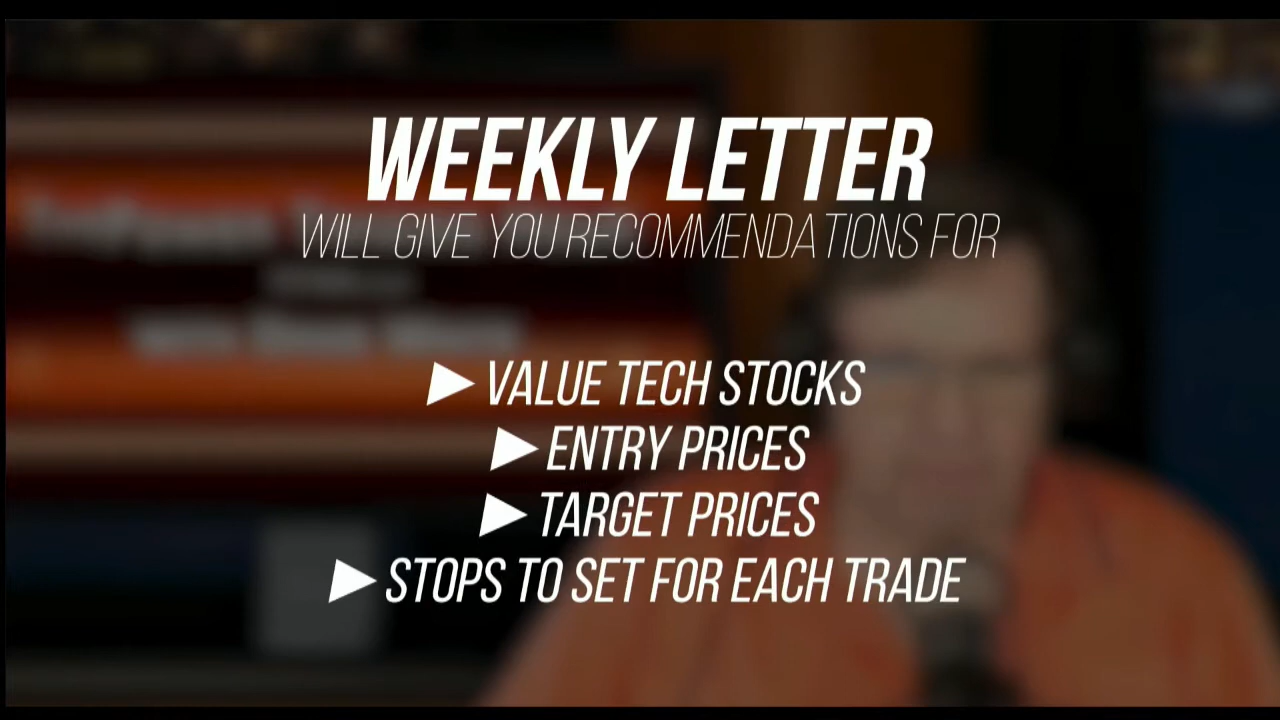 WEEKLY LETTER
WILL GIVE YOU RECOMMENDATIONS FOR
▶ VALUE TECH STOCKS
▶ ENTRY PRICES
▶ TARGET PRICES
▶ STOPS TO SET FOR EACH TRADE